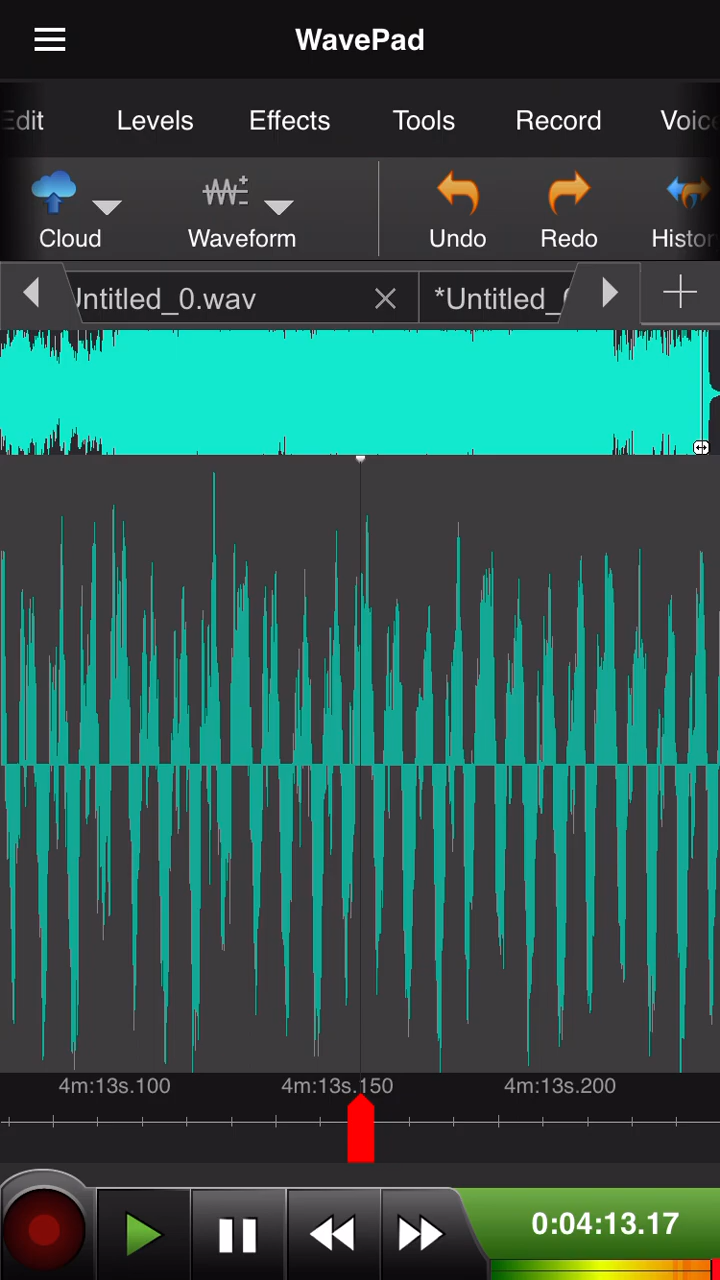 WavePad
Edit Levels Effects Tools Record Voic
Cloud Waveform Undo Redo Histor
Untitled_0.wav *Untitled_
4m:13s.100 4m:13s.150 4m:13s.200
0:04:13.17